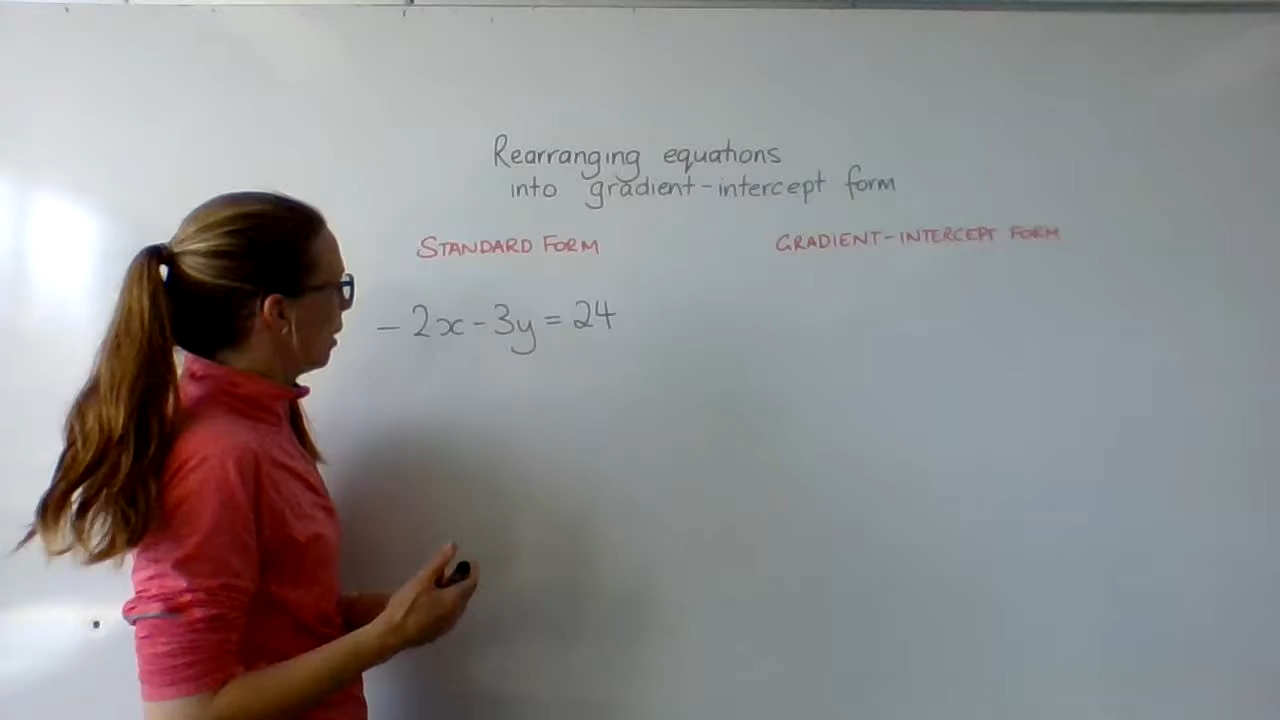 Rearranging equations
into gradient-intercept form
STANDARD FORM
GRADIENT-INTERCEPT FORM
- 2x - 3y = 24